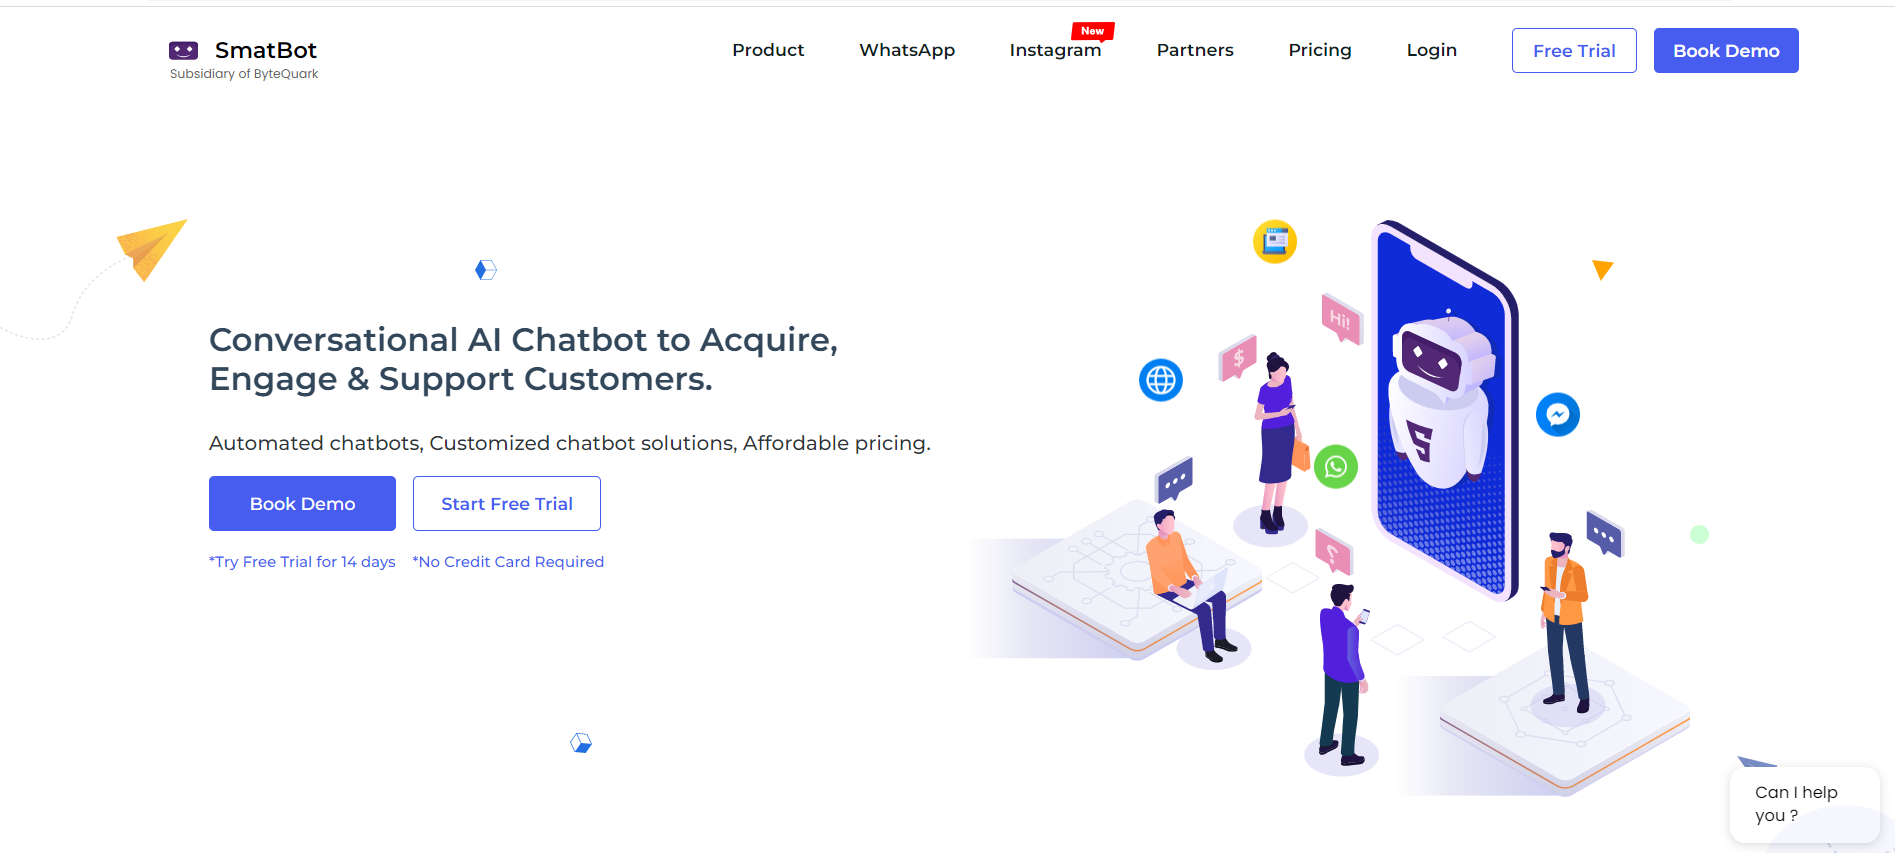 SmatBot
Subsidiary of ByteQuark
Product
WhatsApp
Instagram
New
Partners
Pricing
Login
Free Trial
Book Demo
Conversational AI Chatbot to Acquire,
Engage & Support Customers.
Automated chatbots, Customized chatbot solutions, Affordable pricing.
Book Demo
Start Free Trial
*Try Free Trial for 14 days
*No Credit Card Required
Hi!
$
?
S
Can I help
you ?